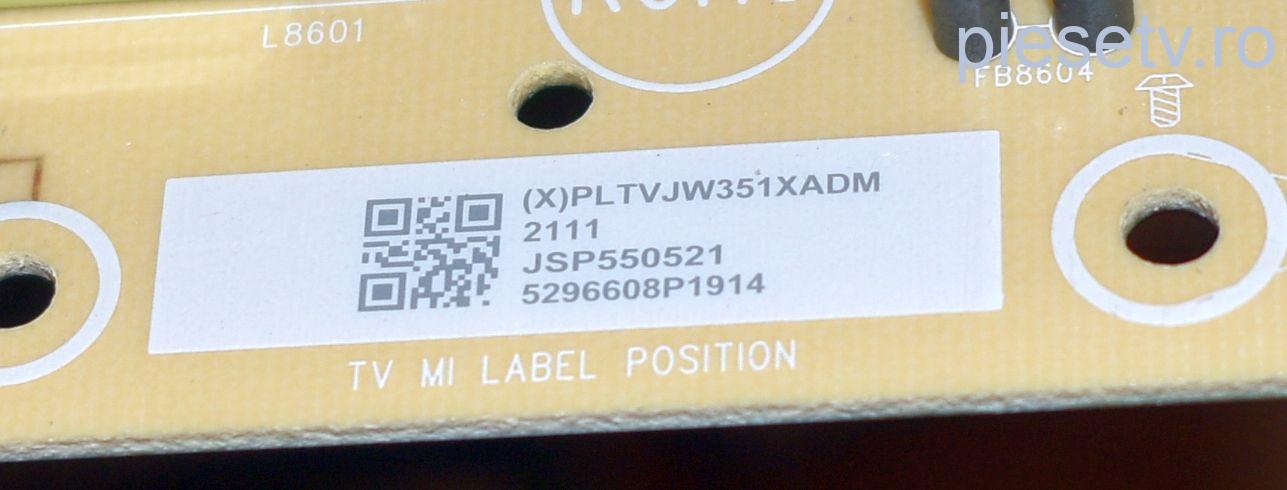 L8601
piesetv.ro
FB8604
(X)PLTVJW351XADM
2111
JSP550521
5296608P1914
TV MI LABEL POSITION